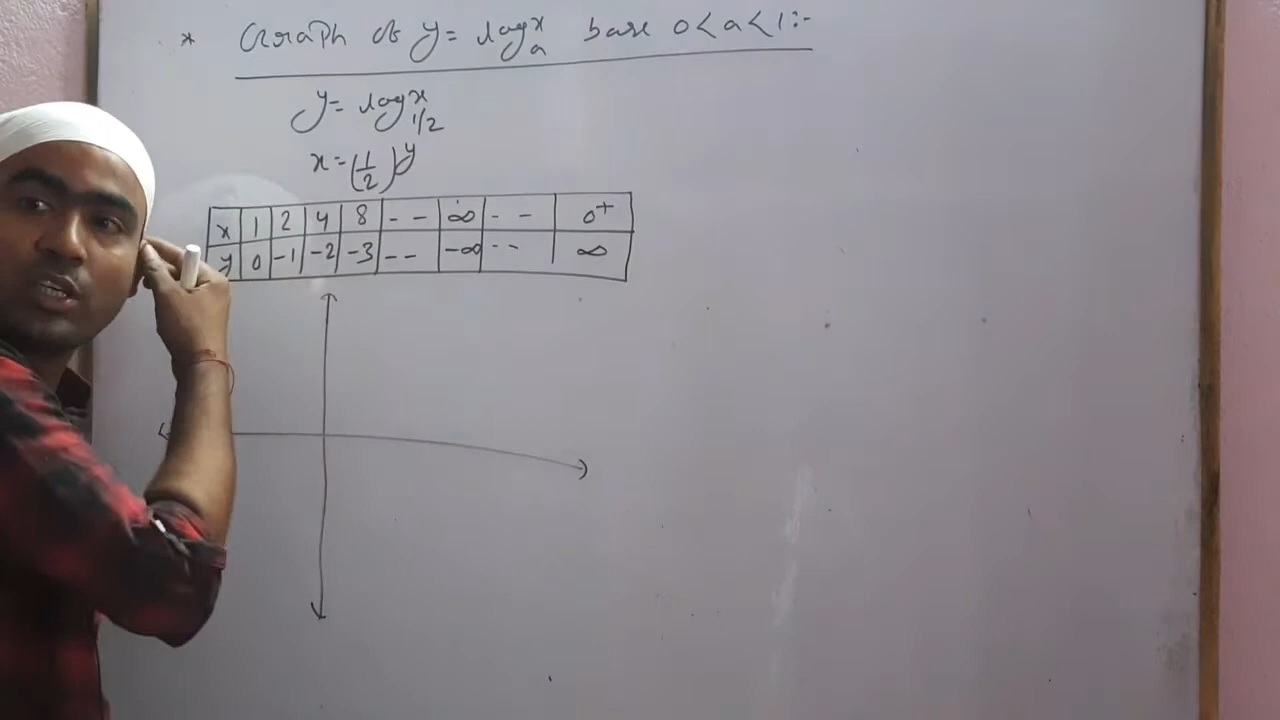 * Graph of y = log_a x base 0 < a < 1 :-
y = log_{1/2} x
x = (1/2)^y
x | 1 | 2 | 4 | 8 | - - | ∞ | - - | 0⁺
y | 0 | -1 | -2 | -3 | - - | -∞ | - - | ∞